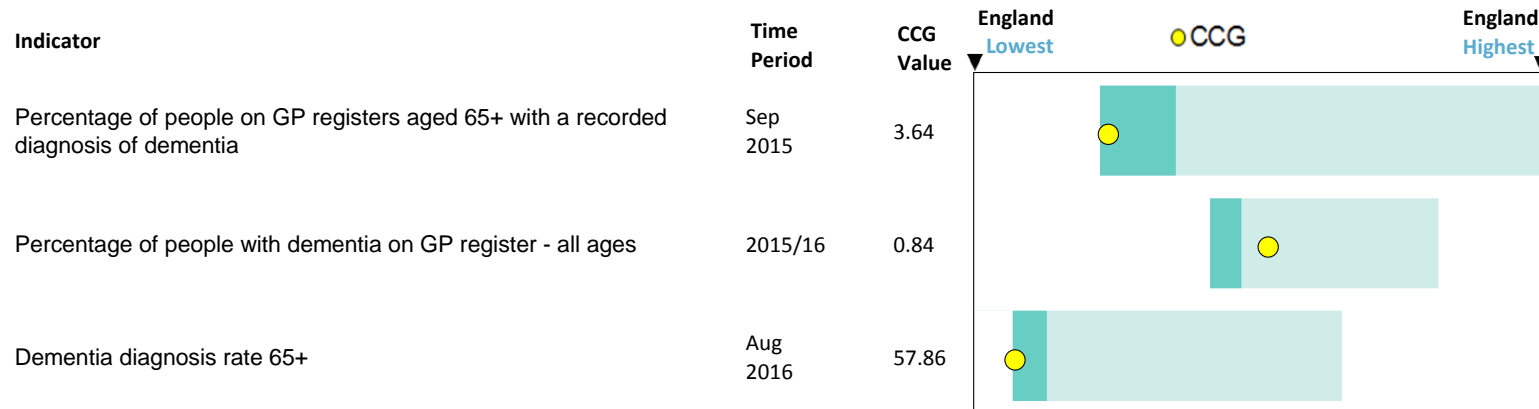 Indicator
Time
Period
CCG
Value
England
Lowest
CCG
England
Highest
Percentage of people on GP registers aged 65+ with a recorded
diagnosis of dementia
Sep
2015
3.64
Percentage of people with dementia on GP register - all ages
2015/16
0.84
Dementia diagnosis rate 65+
Aug
2016
57.86